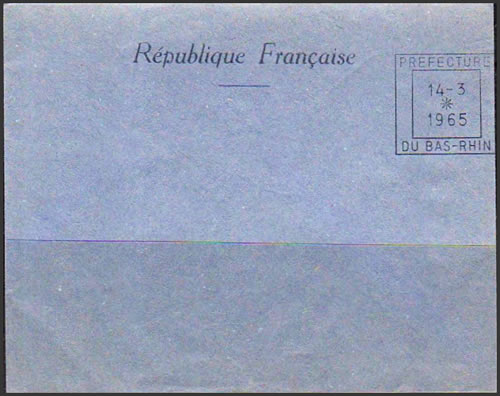 République Française
PREFECTURE
14-3
*
1965
DU BAS-RHIN